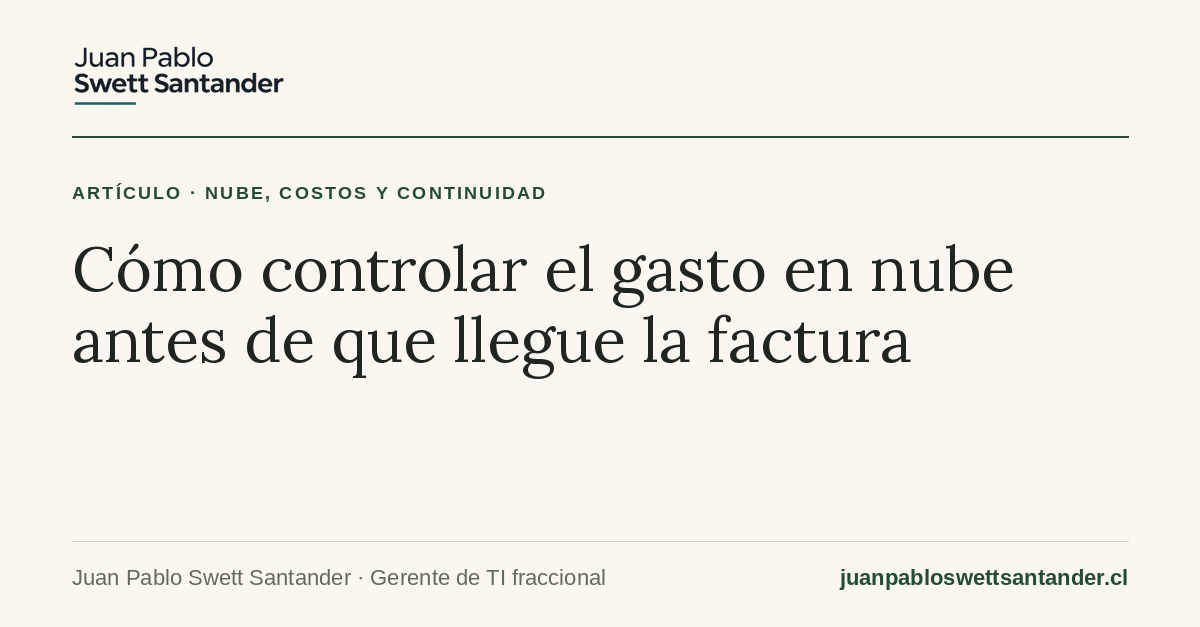 Juan Pablo
Swett Santander
ARTÍCULO · NUBE, COSTOS Y CONTINUIDAD
Cómo controlar el gasto en nube
antes de que llegue la factura
Juan Pablo Swett Santander · Gerente de TI fraccional
juanpabloswettsantander.cl